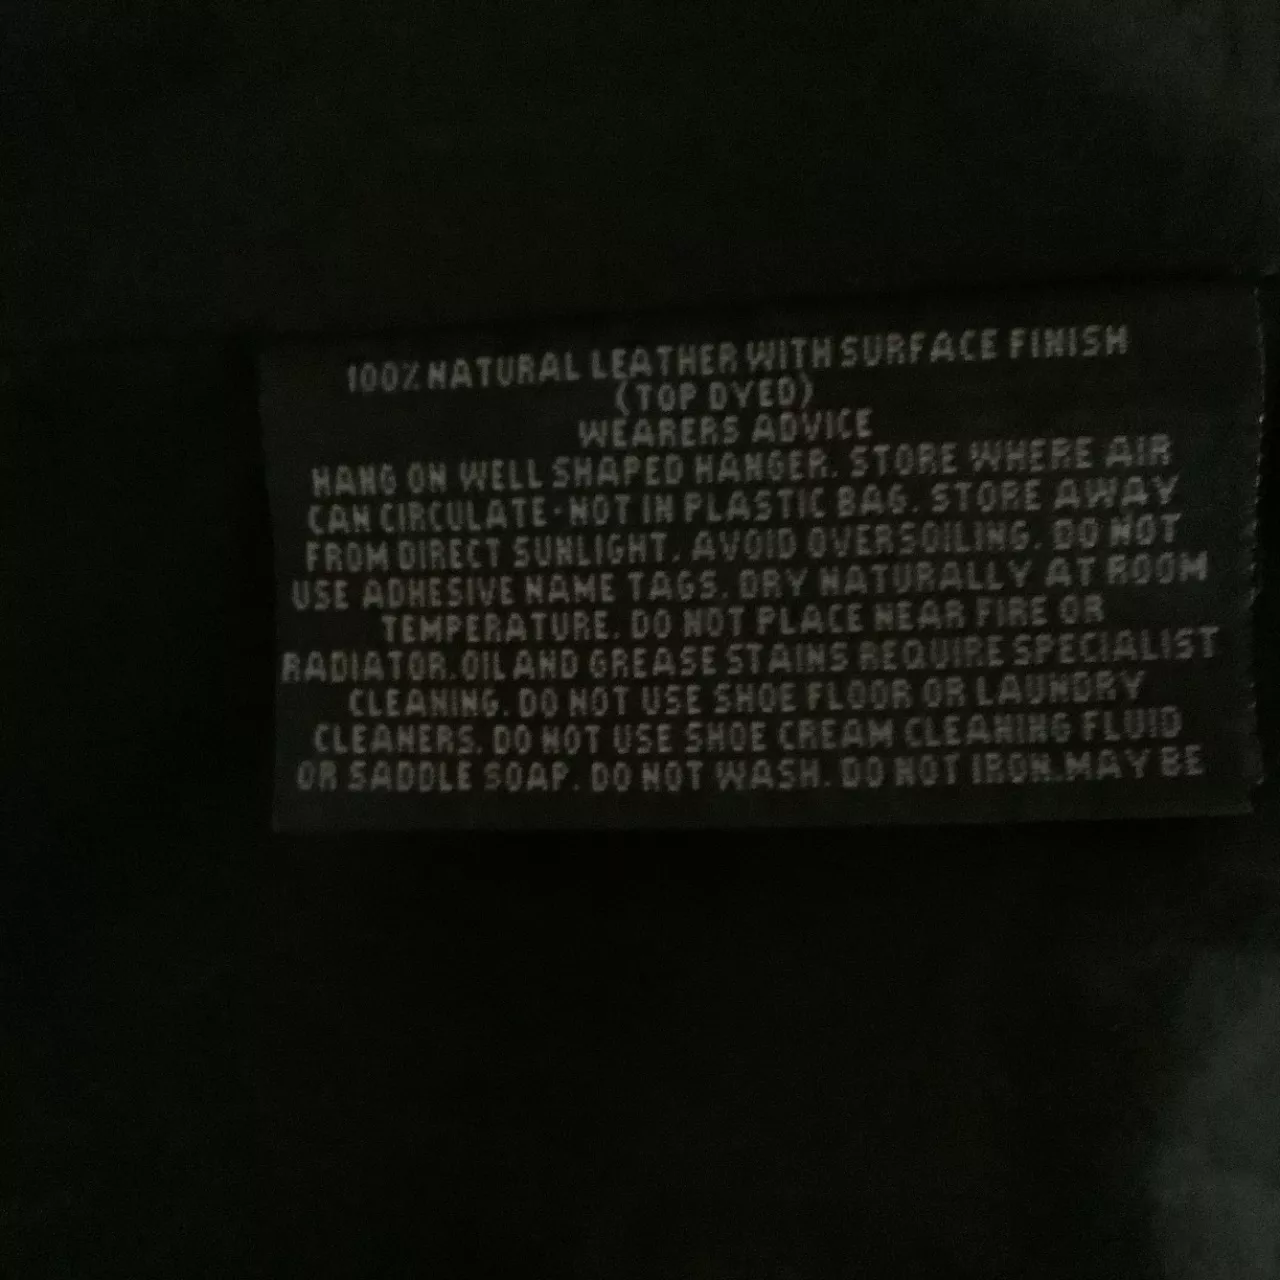 100% NATURAL LEATHER WITH SURFACE FINISH
(TOP DYED)
WEARERS ADVICE
HANG ON WELL SHAPED HANGER. STORE WHERE AIR
CAN CIRCULATE-NOT IN PLASTIC BAG. STORE AWAY
FROM DIRECT SUNLIGHT. AVOID OVERSOILING. DO NOT
USE ADHESIVE NAME TAGS. DRY NATURALLY AT ROOM
TEMPERATURE. DO NOT PLACE NEAR FIRE OR
RADIATOR.OIL AND GREASE STAINS REQUIRE SPECIALIST
CLEANING. DO NOT USE SHOE FLOOR OR LAUNDRY
CLEANERS. DO NOT USE SHOE CREAM CLEANING FLUID
OR SADDLE SOAP. DO NOT WASH. DO NOT IRON.MAY BE